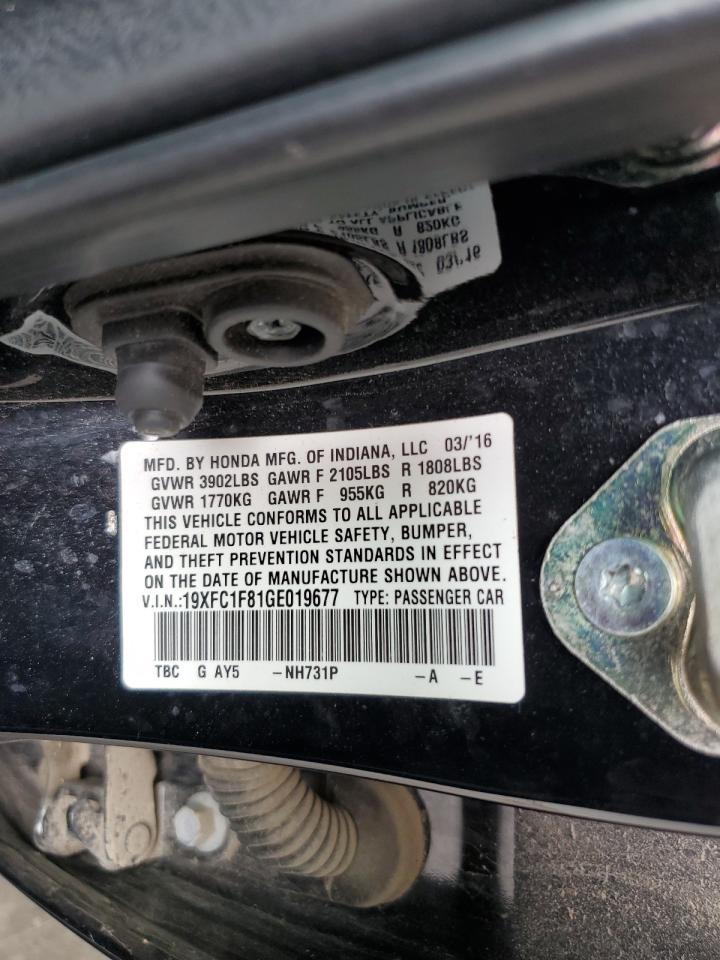 MFD. BY HONDA MFG. OF INDIANA, LLC 03/'16
GVWR 3902LBS GAWR F 2105LBS R 1808LBS
GVWR 1770KG GAWR F 955KG R 820KG
THIS VEHICLE CONFORMS TO ALL APPLICABLE
FEDERAL MOTOR VEHICLE SAFETY, BUMPER,
AND THEFT PREVENTION STANDARDS IN EFFECT
ON THE DATE OF MANUFACTURE SHOWN ABOVE.
V.I.N.:19XFC1F81GE019677 TYPE: PASSENGER CAR
TBC G AY5 -NH731P -A -E